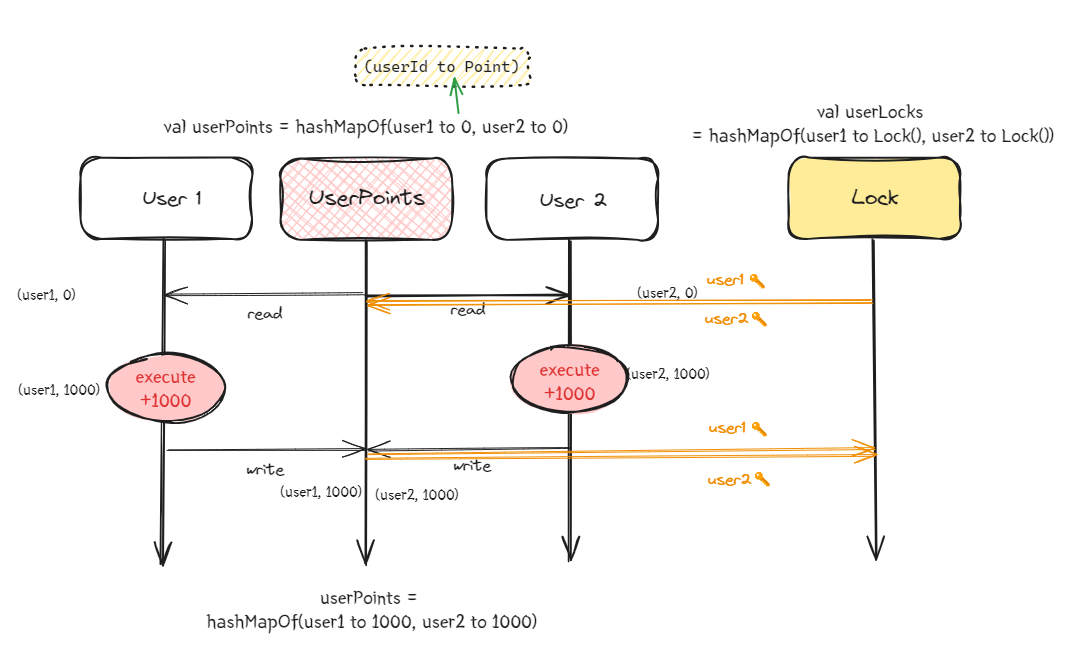 (userId to Point)
val userPoints = hashMapOf(user1 to 0, user2 to 0)
val userLocks
= hashMapOf(user1 to Lock(), user2 to Lock())
User 1
UserPoints
User 2
Lock
(user1, 0)
read
read
(user2, 0)
user1
user2
(user1, 1000)
execute
+1000
execute
+1000
(user2, 1000)
user1
write
write
user2
(user1, 1000)
(user2, 1000)
userPoints =
hashMapOf(user1 to 1000, user2 to 1000)